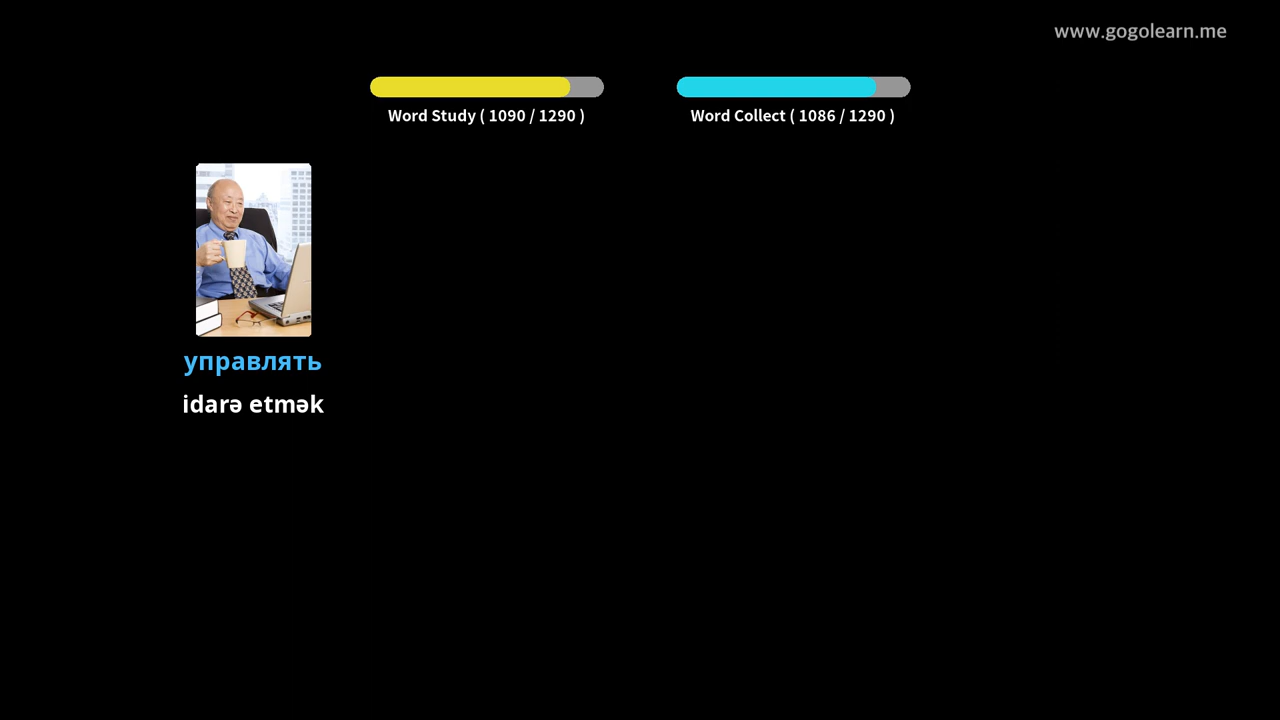 www.gogolearn.me
Word Study ( 1090 / 1290 )
Word Collect ( 1086 / 1290 )
управлять
idarə etmək